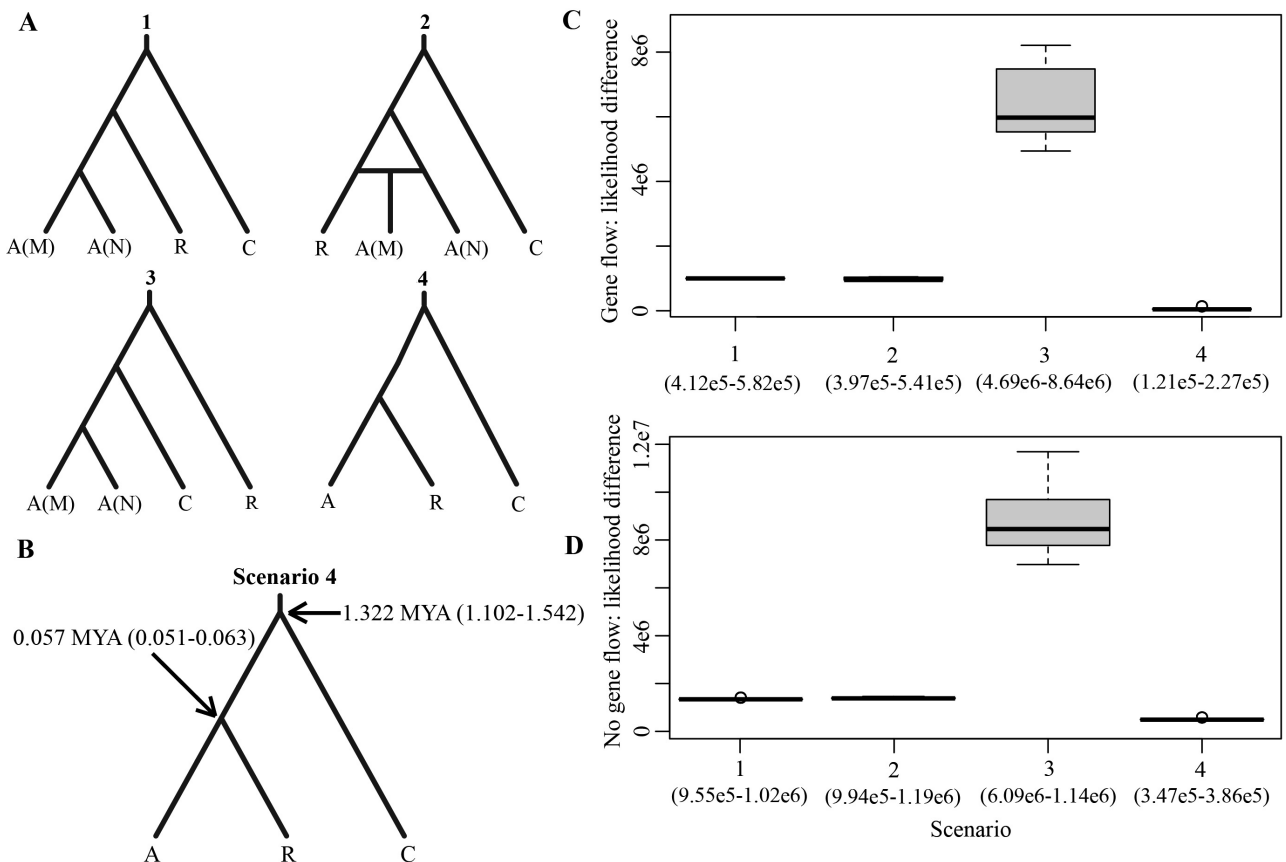 A
1
A(M) A(N) R C
2
R A(M) A(N) C
3
A(M) A(N) C R
4
A R C
B
Scenario 4
1.322 MYA (1.102-1.542)
0.057 MYA (0.051-0.063)
A R C
C
Gene flow: likelihood difference
8e6
4e6
0
1 2 3 4
(4.12e5-5.82e5) (3.97e5-5.41e5) (4.69e6-8.64e6) (1.21e5-2.27e5)
D
No gene flow: likelihood difference
1.2e7
8e6
4e6
0
1 2 3 4
(9.55e5-1.02e6) (9.94e5-1.19e6) (6.09e6-1.14e6) (3.47e5-3.86e5)
Scenario